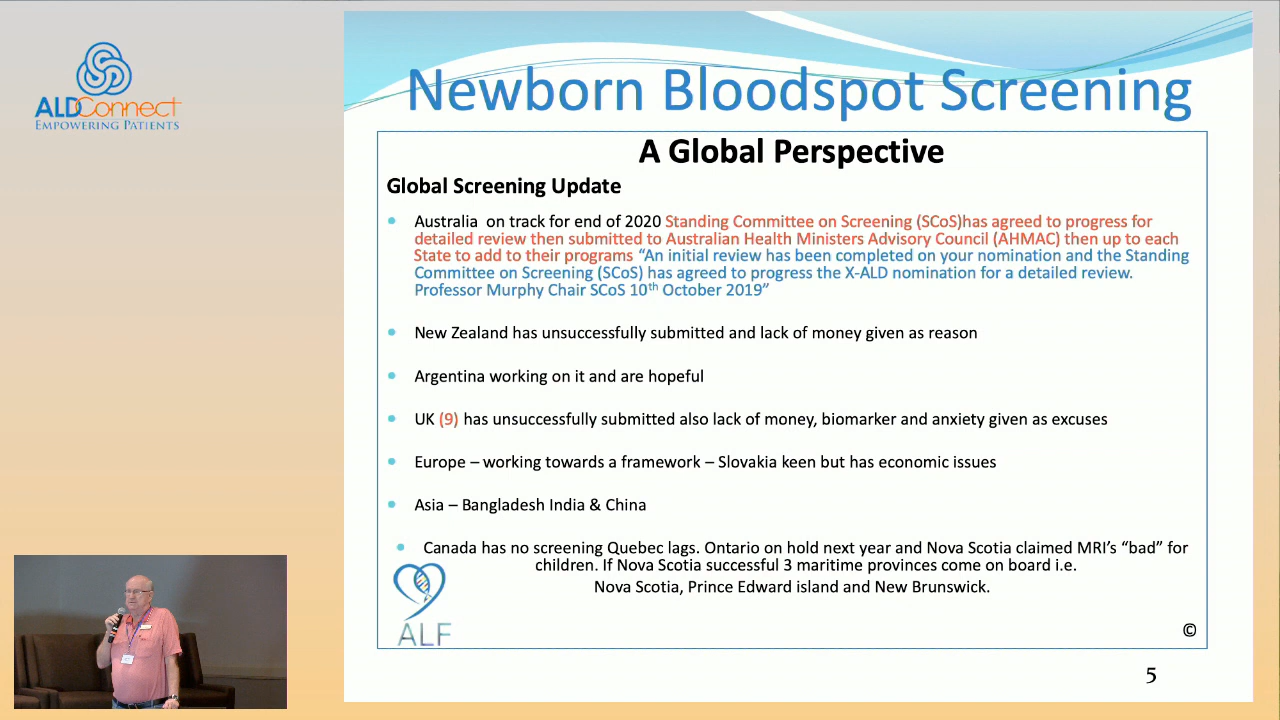 ALDConnect
EMPOWERING PATIENTS
Newborn Bloodspot Screening
A Global Perspective
Global Screening Update
• Australia on track for end of 2020 Standing Committee on Screening (SCoS)has agreed to progress for
detailed review then submitted to Australian Health Ministers Advisory Council (AHMAC) then up to each
State to add to their programs “An initial review has been completed on your nomination and the Standing
Committee on Screening (SCoS) has agreed to progress the X-ALD nomination for a detailed review.
Professor Murphy Chair SCoS 10th October 2019”
• New Zealand has unsuccessfully submitted and lack of money given as reason
• Argentina working on it and are hopeful
• UK (9) has unsuccessfully submitted also lack of money, biomarker and anxiety given as excuses
• Europe – working towards a framework – Slovakia keen but has economic issues
• Asia – Bangladesh India & China
• Canada has no screening Quebec lags. Ontario on hold next year and Nova Scotia claimed MRI’s “bad” for
children. If Nova Scotia successful 3 maritime provinces come on board i.e.
Nova Scotia, Prince Edward island and New Brunswick.
ALF
©
5